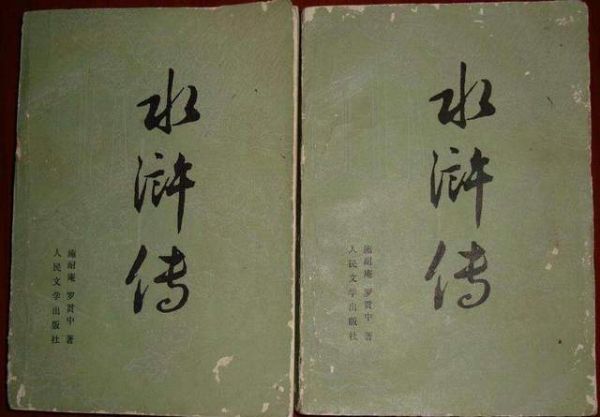 水浒传
施耐庵 罗贯中 著
人民文学出版社
水浒传
施耐庵 罗贯中 著
人民文学出版社